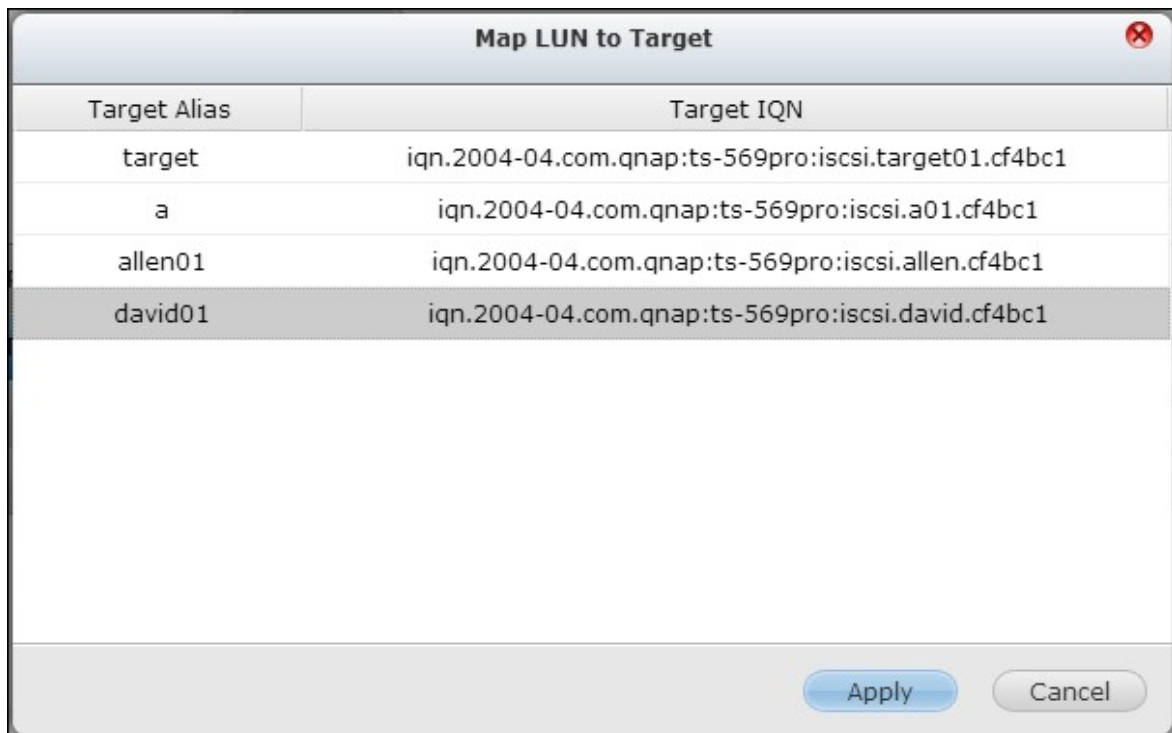 Map LUN to Target
Target Alias Target IQN
target iqn.2004-04.com.qnap:ts-569pro:iscsi.target01.cf4bc1
a iqn.2004-04.com.qnap:ts-569pro:iscsi.a01.cf4bc1
allen01 iqn.2004-04.com.qnap:ts-569pro:iscsi.allen.cf4bc1
david01 iqn.2004-04.com.qnap:ts-569pro:iscsi.david.cf4bc1
Apply Cancel